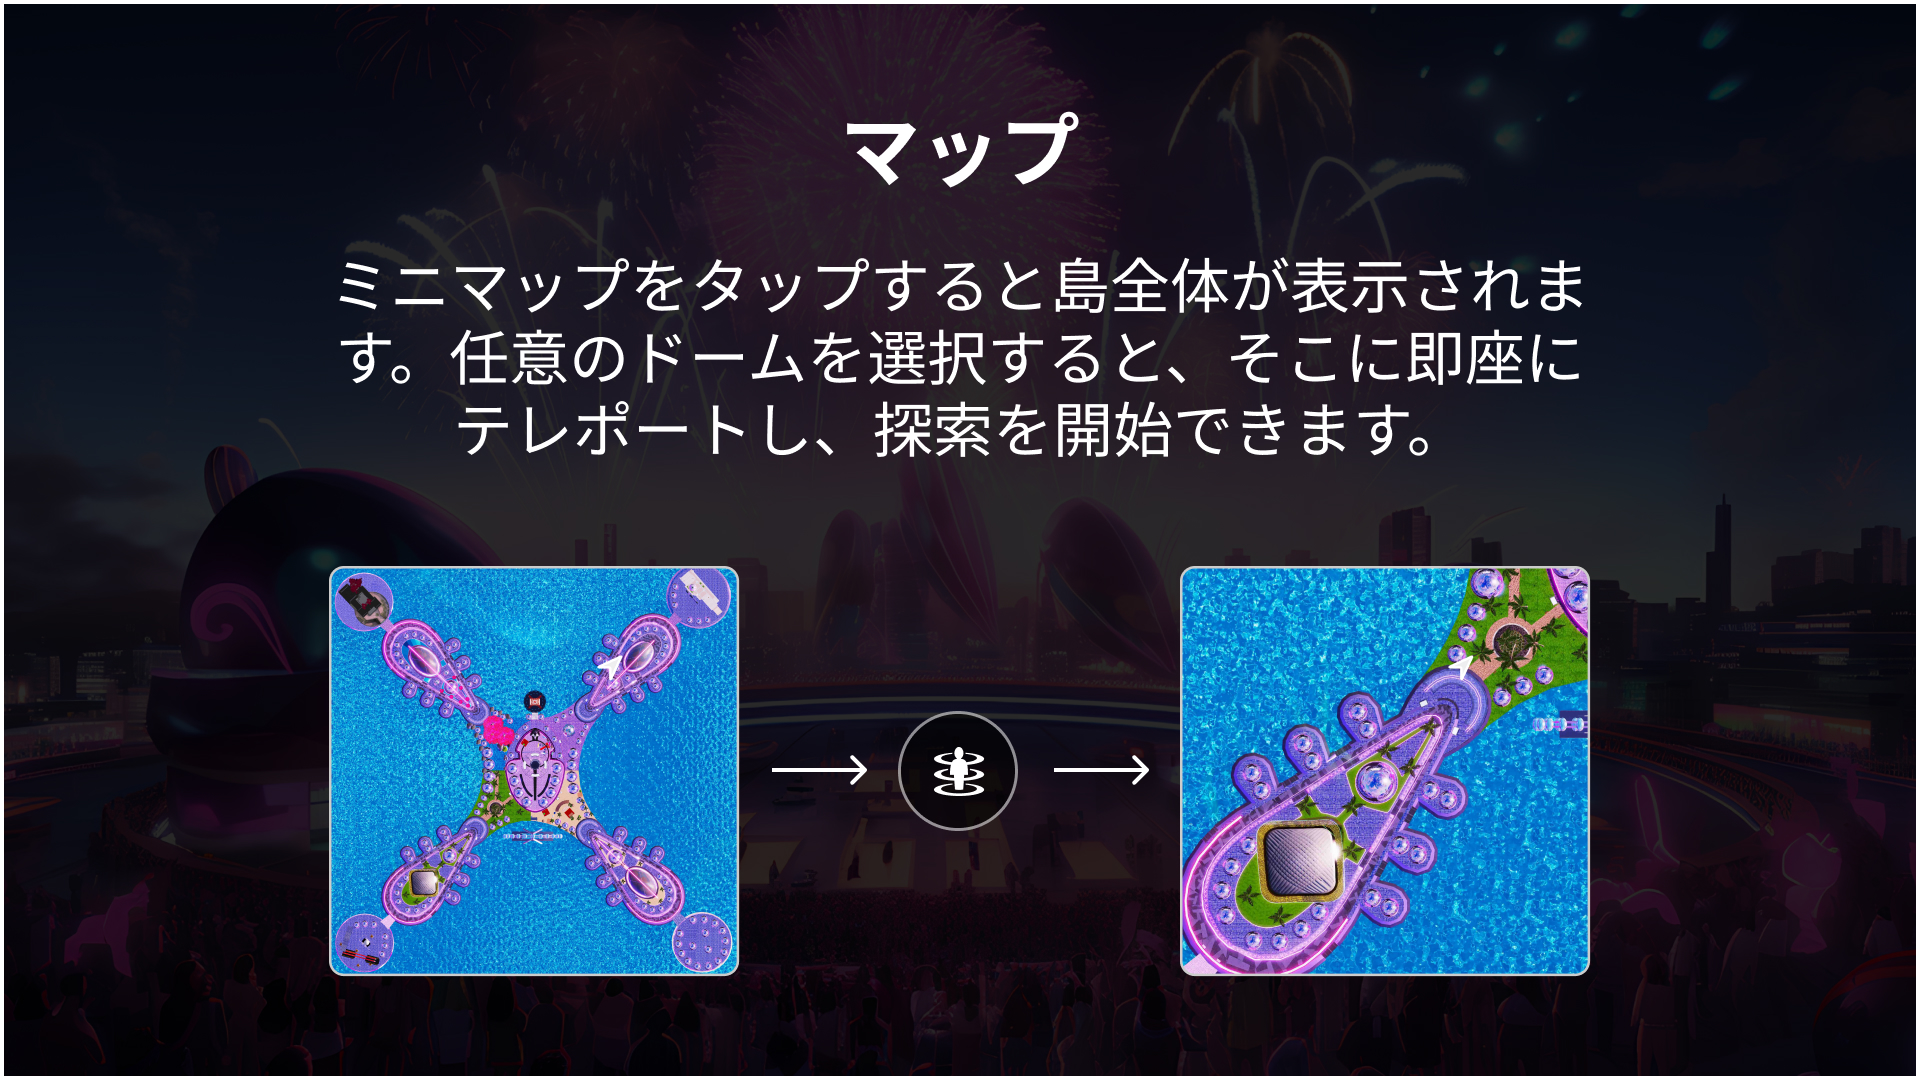 マップ
ミニマップをタップすると島全体が表示されま
す。任意のドームを選択すると、そこに即座に
テレポートし、探索を開始できます。